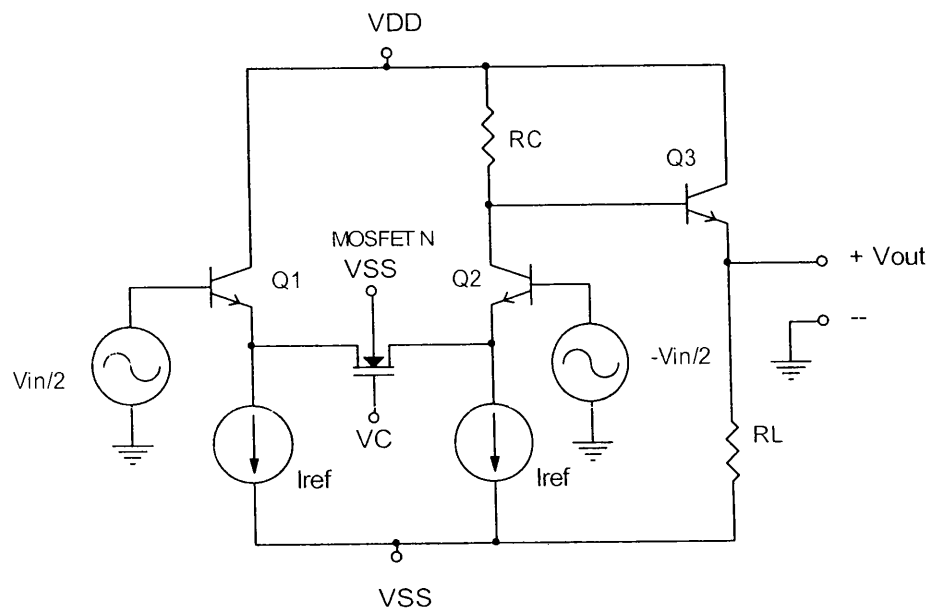 VDD
RC
Q3
MOSFET N
VSS
Q1
Q2
+ Vout
--
Vin/2
-Vin/2
VC
Iref
Iref
RL
VSS